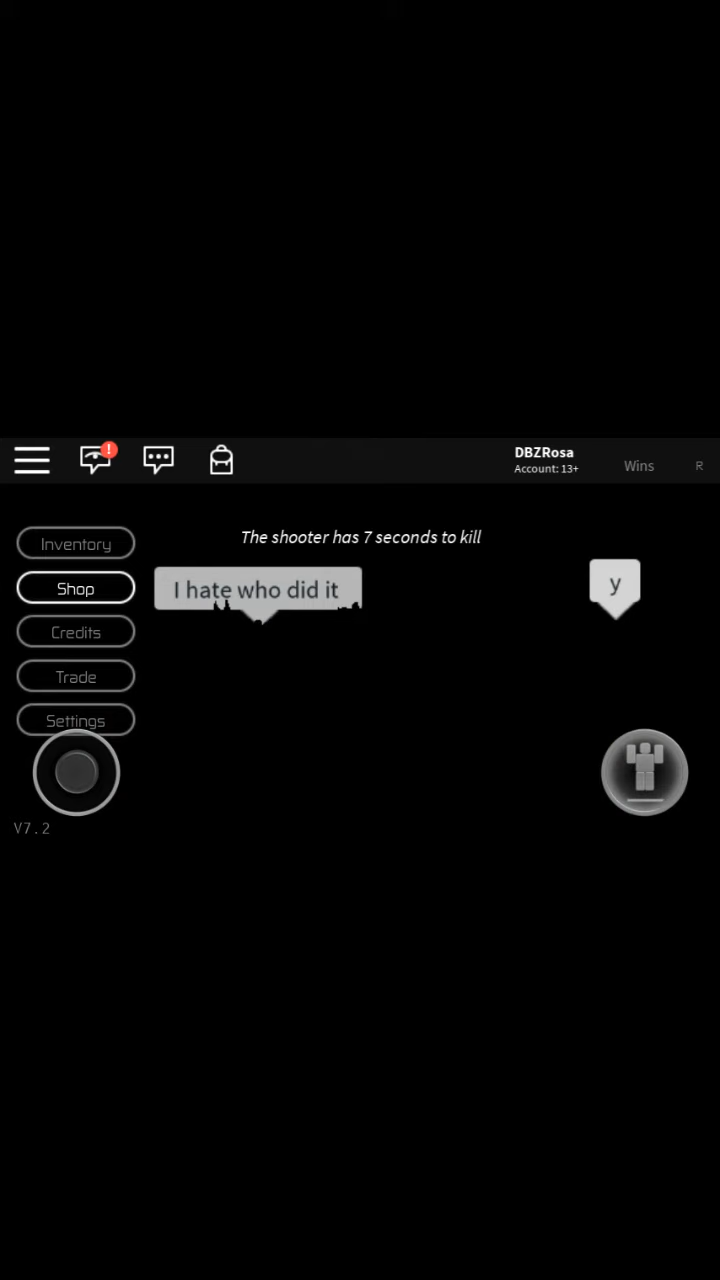 DBZRosa
Account: 13+
Wins
R
The shooter has 7 seconds to kill
Inventory
Shop
Credits
Trade
Settings
I hate who did it
y
V7.2